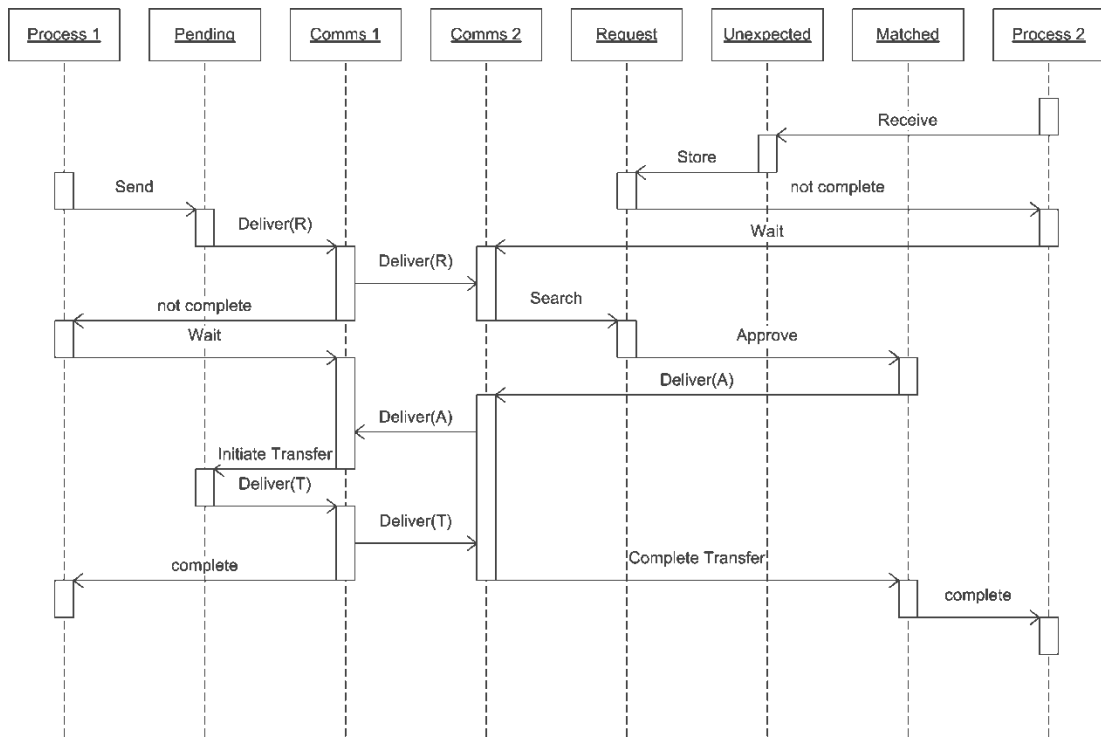 Process 1
Pending
Comms 1
Comms 2
Request
Unexpected
Matched
Process 2
Receive
Store
Send
not complete
Deliver(R)
Wait
Deliver(R)
Search
not complete
Wait
Approve
Deliver(A)
Deliver(A)
Initiate Transfer
Deliver(T)
Deliver(T)
complete
Complete Transfer
complete